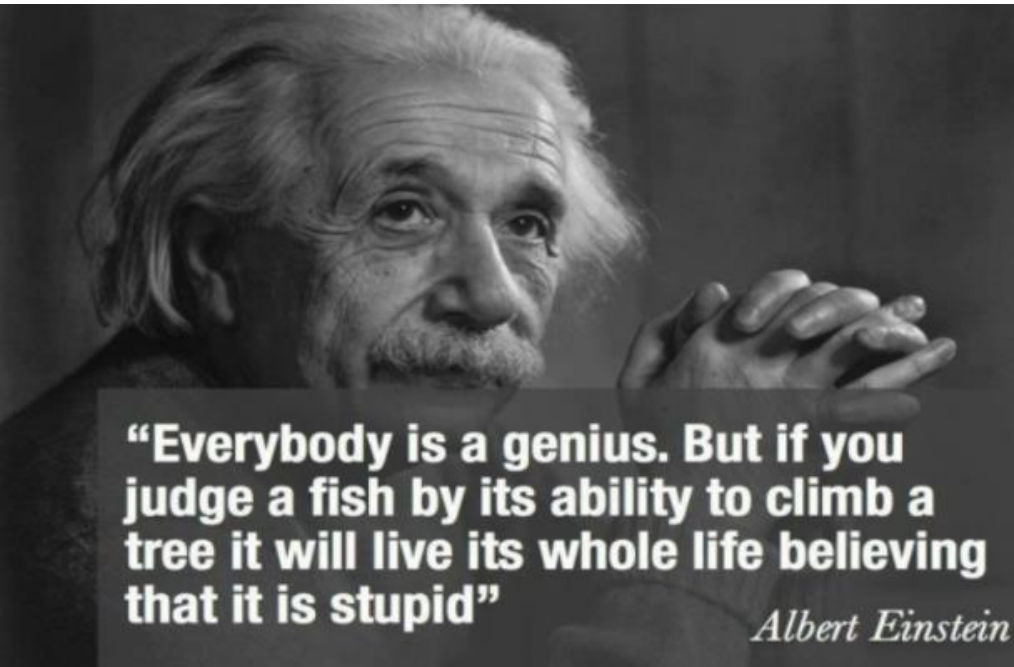 “Everybody is a genius. But if you
judge a fish by its ability to climb a
tree it will live its whole life believing
that it is stupid”
Albert Einstein